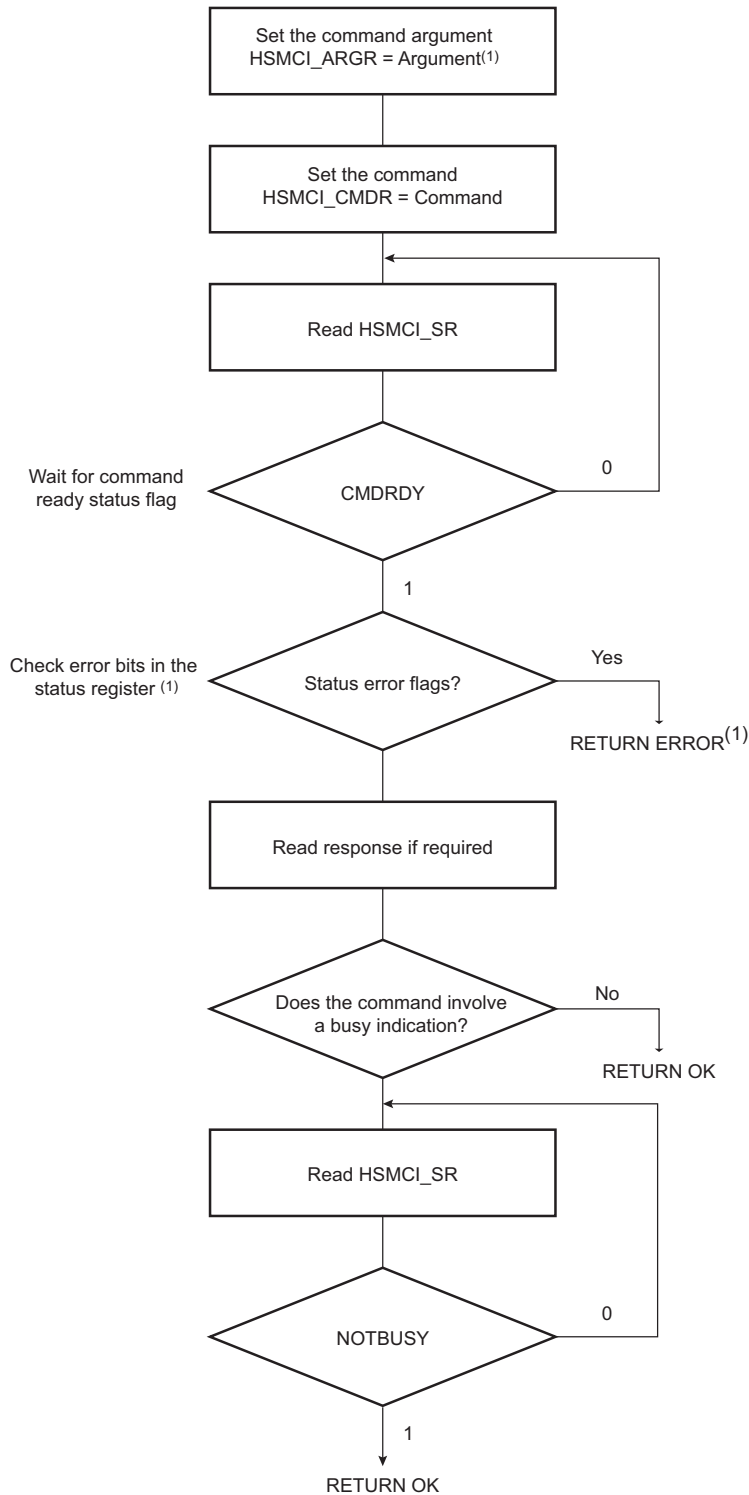 Set the command argument
HSMCI_ARGR = Argument(1)
Set the command
HSMCI_CMDR = Command
Read HSMCI_SR
Wait for command
ready status flag
CMDRDY
0
1
Check error bits in the
status register (1)
Status error flags?
Yes
RETURN ERROR(1)
Read response if required
Does the command involve
a busy indication?
No
RETURN OK
Read HSMCI_SR
NOTBUSY
0
1
RETURN OK